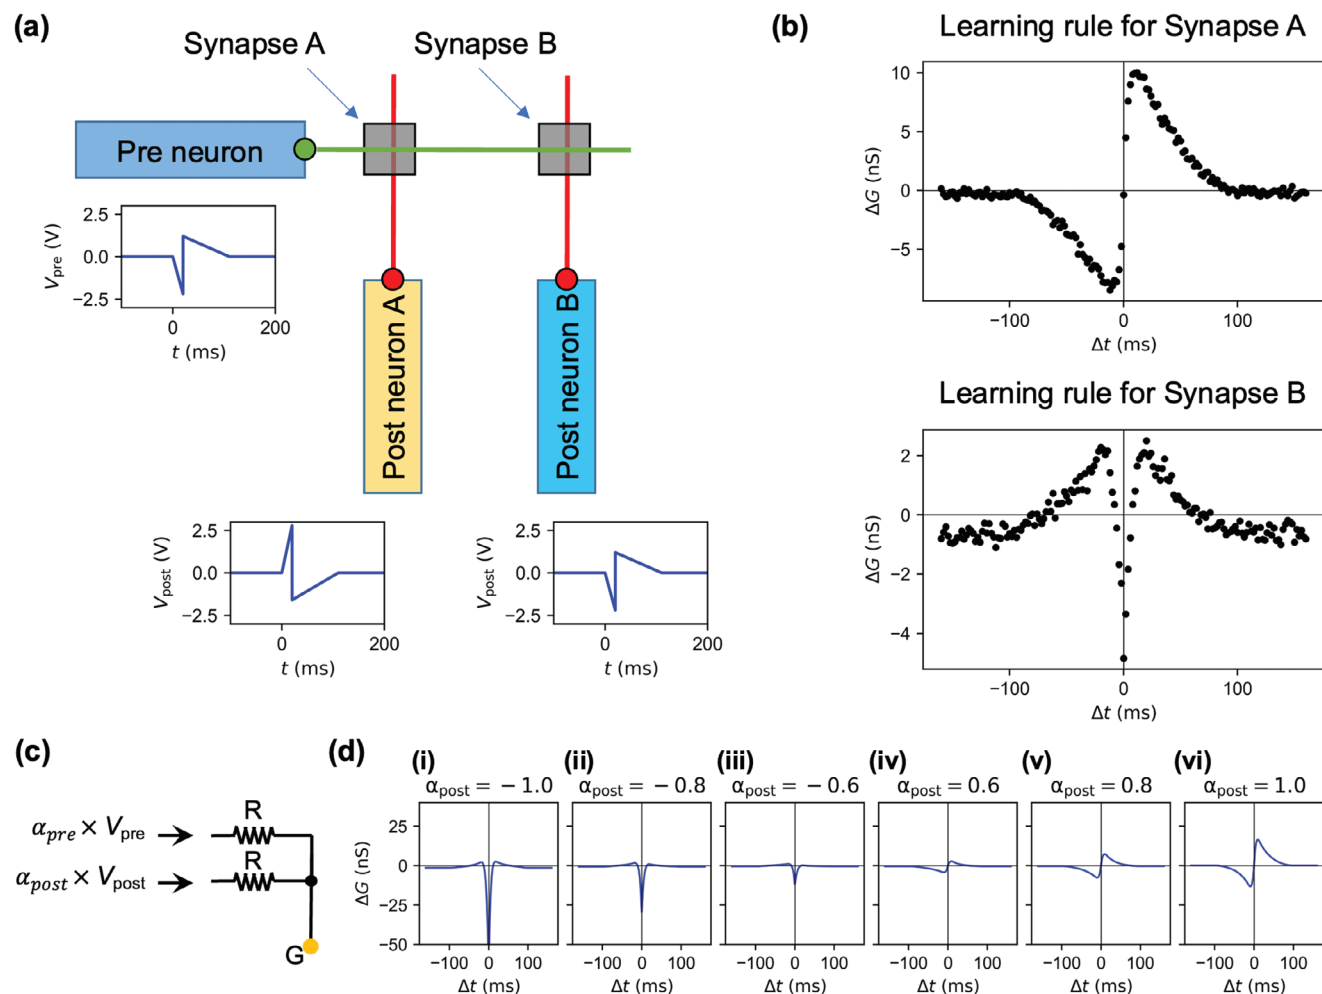 (a)
Synapse A
Synapse B
Pre neuron
2.5
0.0
−2.5
V_pre (V)
0
200
t (ms)
Post neuron A
Post neuron B
2.5
0.0
−2.5
V_post (V)
0
200
t (ms)
2.5
0.0
−2.5
V_post (V)
0
200
t (ms)
(b)
Learning rule for Synapse A
10
5
0
−5
ΔG (nS)
−100
0
100
Δt (ms)
Learning rule for Synapse B
2
0
−2
−4
ΔG (nS)
−100
0
100
Δt (ms)
(c)
α_pre × V_pre
R
α_post × V_post
R
G
(d)
(i)
(ii)
(iii)
(iv)
(v)
(vi)
α_post = − 1.0
α_post = − 0.8
α_post = − 0.6
α_post = 0.6
α_post = 0.8
α_post = 1.0
25
0
−25
−50
ΔG (nS)
−100 0 100
−100 0 100
−100 0 100
−100 0 100
−100 0 100
−100 0 100
Δt (ms)
Δt (ms)
Δt (ms)
Δt (ms)
Δt (ms)
Δt (ms)